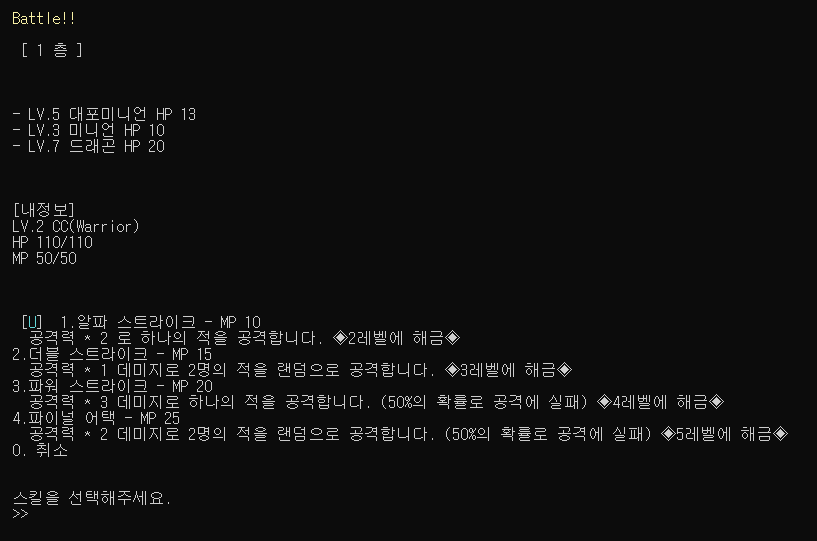 Battle!!
[ 1 층 ]
- LV.5 대포미니언 HP 13
- LV.3 미니언 HP 10
- LV.7 드래곤 HP 20
[내정보]
LV.2 CC(Warrior)
HP 110/110
MP 50/50
[U] 1.알파 스트라이크 - MP 10
공격력 * 2 로 하나의 적을 공격합니다. ◈2레벨에 해금◈
2.더블 스트라이크 - MP 15
공격력 * 1 데미지로 2명의 적을 랜덤으로 공격합니다. ◈3레벨에 해금◈
3.파워 스트라이크 - MP 20
공격력 * 3 데미지로 하나의 적을 공격합니다. (50%의 확률로 공격에 실패) ◈4레벨에 해금◈
4.파이널 어택 - MP 25
공격력 * 2 데미지로 2명의 적을 랜덤으로 공격합니다. (50%의 확률로 공격에 실패) ◈5레벨에 해금◈
0. 취소
스킬을 선택해주세요.
>>